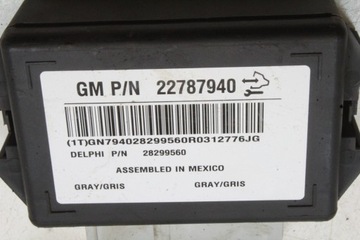 GM P/N 22787940
(1T)GN794028299560R0312776JG
DELPHI P/N 28299560
ASSEMBLED IN MEXICO
GRAY/GRIS GRAY/GRIS